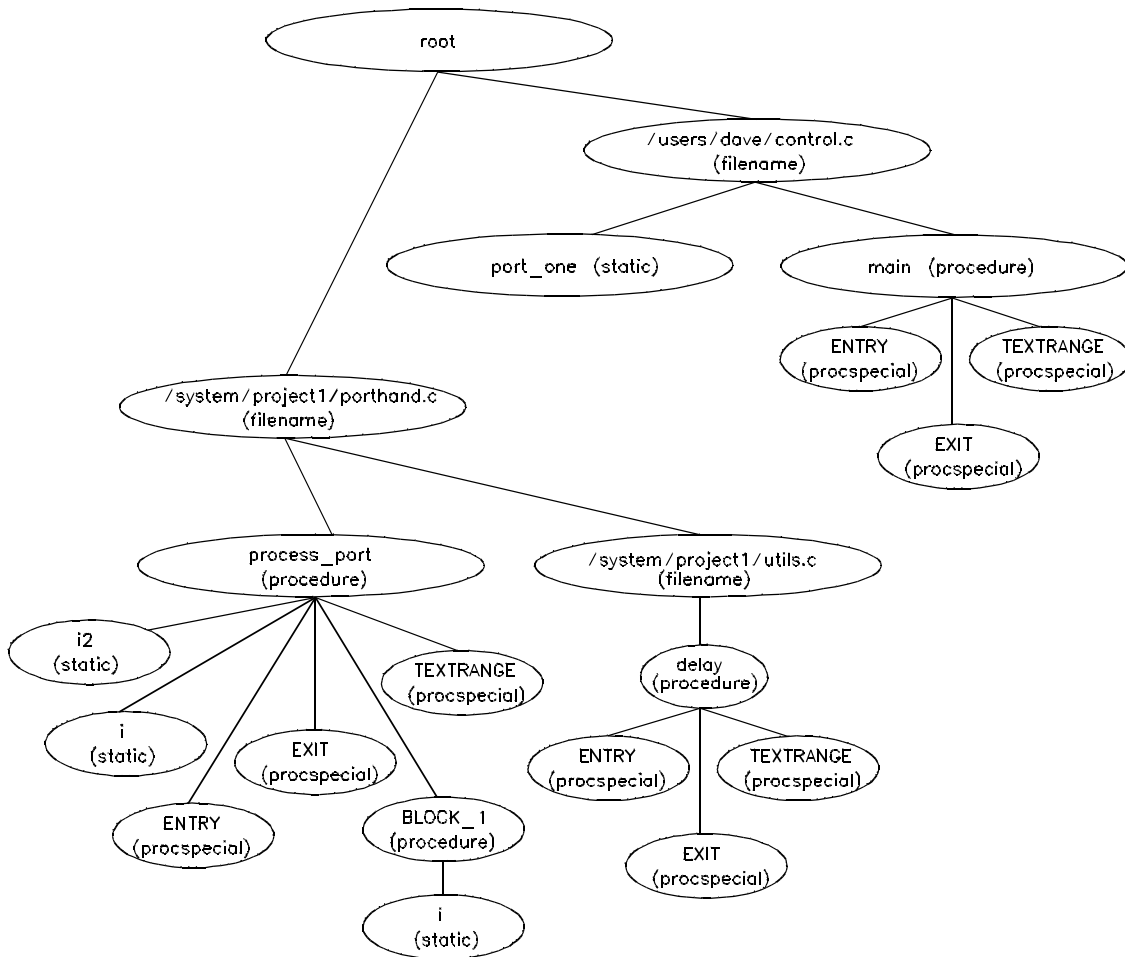 root
/users/dave/control.c
(filename)
port_one (static)
main (procedure)
ENTRY
(procspecial)
TEXTRANGE
(procspecial)
EXIT
(procspecial)
/system/project1/porthand.c
(filename)
process_port
(procedure)
/system/project1/utils.c
(filename)
i2
(static)
TEXTRANGE
(procspecial)
delay
(procedure)
i
(static)
EXIT
(procspecial)
ENTRY
(procspecial)
TEXTRANGE
(procspecial)
ENTRY
(procspecial)
BLOCK_1
(procedure)
EXIT
(procspecial)
i
(static)